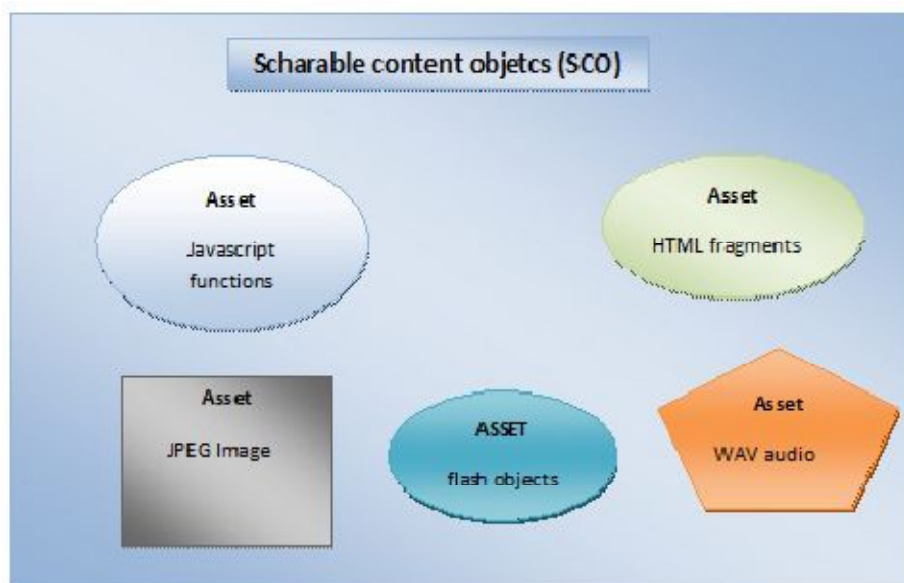 Scharable content objetcs (SCO)
Asset
Javascript
functions
Asset
HTML fragments
Asset
JPEG Image
ASSET
flash objects
Asset
WAV audio